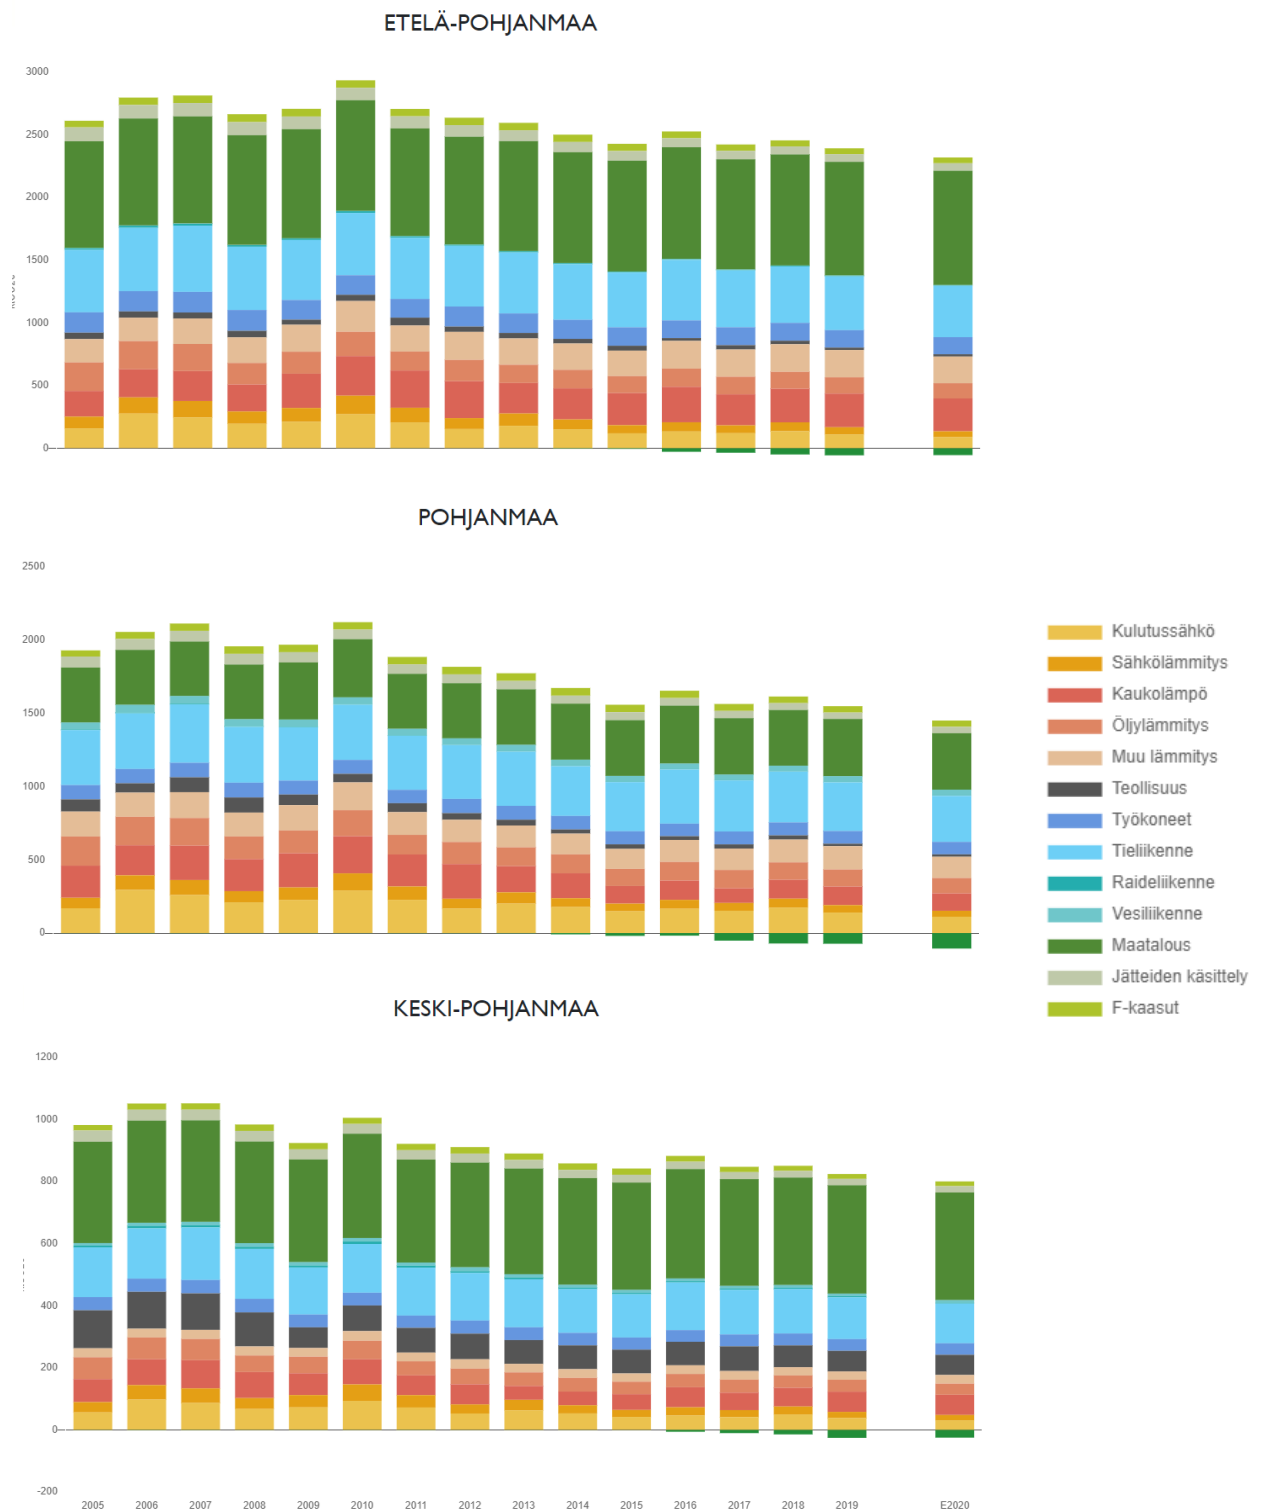 ETELÄ-POHJANMAA
3000
2500
2000
1500
1000
500
0
POHJANMAA
2500
2000
1500
1000
500
0
Kulutussähkö
Sähkölämmitys
Kaukolämpö
Öljylämmitys
Muu lämmitys
Teollisuus
Työkoneet
Tieliikenne
Raideliikenne
Vesiliikenne
Maatalous
Jätteiden käsittely
F-kaasut
KESKI-POHJANMAA
1200
1000
800
600
400
200
0
-200
2005 2006 2007 2008 2009 2010 2011 2012 2013 2014 2015 2016 2017 2018 2019 E2020